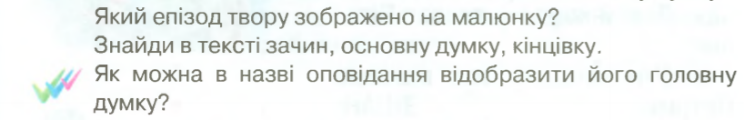 Який епізод твору зображено на малюнку?
Знайди в тексті зачин, основну думку, кінцівку.
Як можна в назві оповідання відобразити його головну
думку?